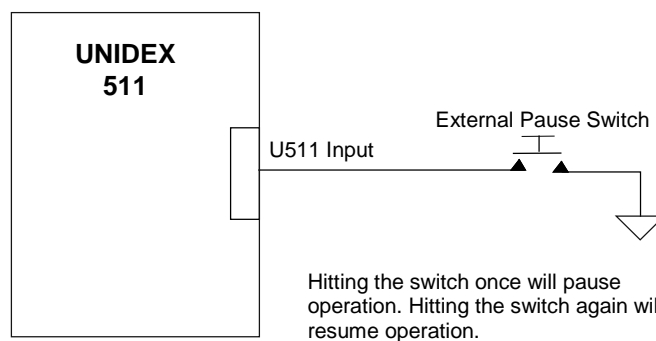 UNIDEX
511
External Pause Switch
U511 Input
Hitting the switch once will pause
operation. Hitting the switch again wil
resume operation.